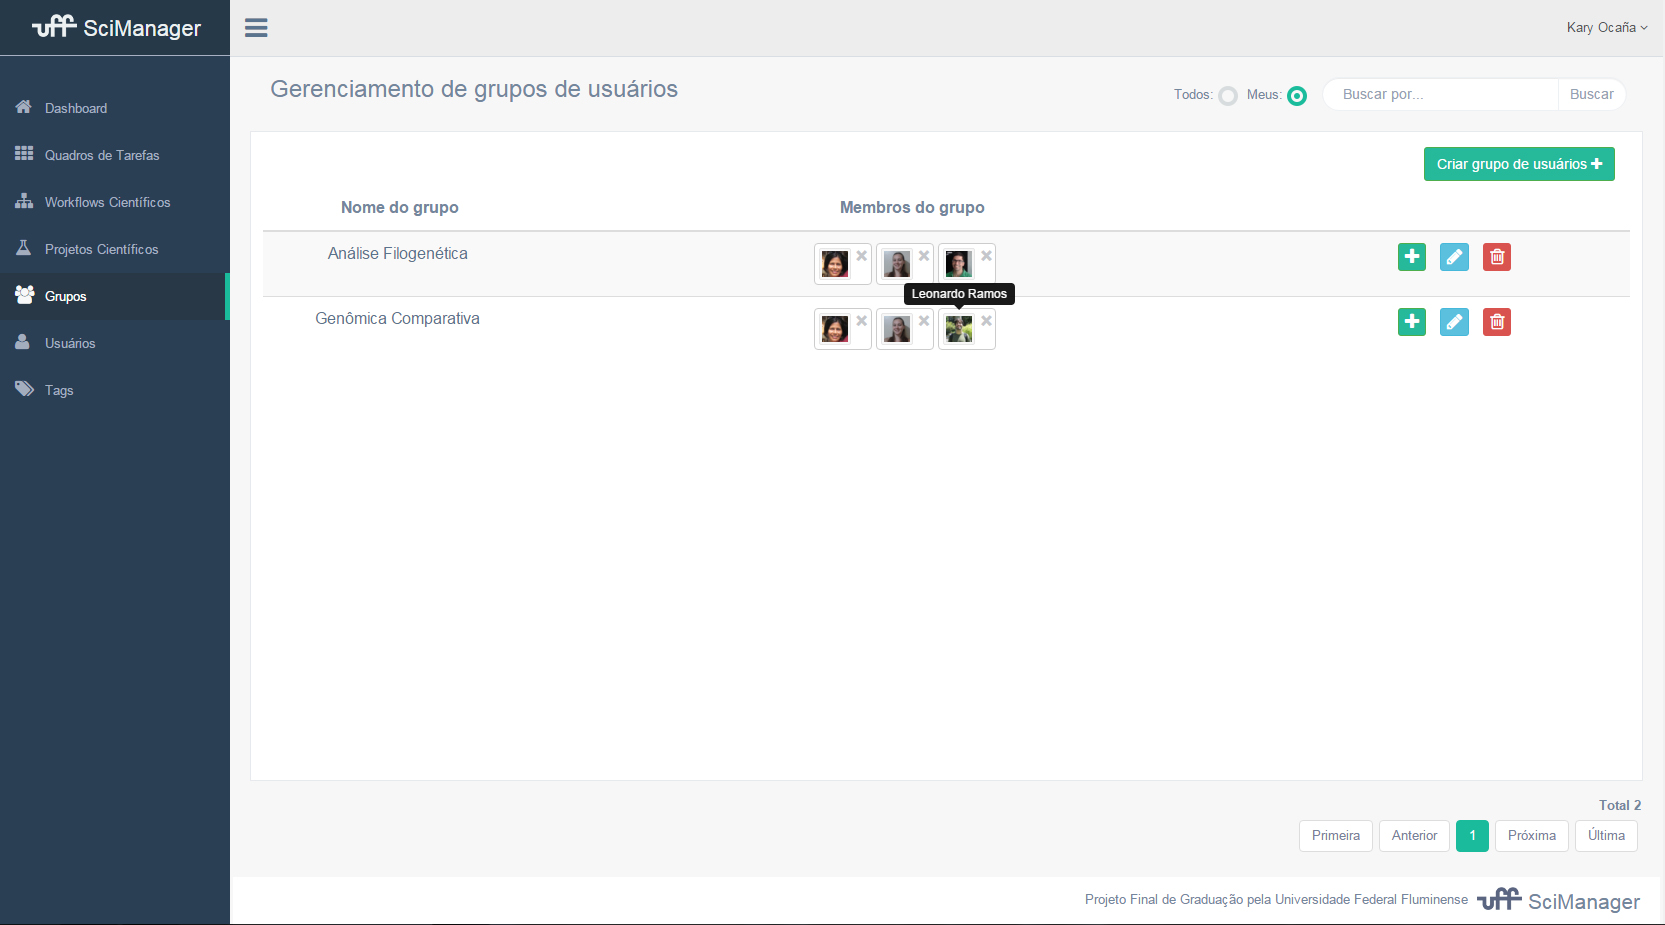 uff SciManager
Kary Ocaña
Dashboard
Quadros de Tarefas
Workflows Científicos
Projetos Científicos
Grupos
Usuários
Tags
Gerenciamento de grupos de usuários
Todos: Meus: Buscar por... Buscar
Criar grupo de usuários
Nome do grupo Membros do grupo
Análise Filogenética
Leonardo Ramos
Genômica Comparativa
Total 2
Primeira Anterior 1 Próxima Última
Projeto Final de Graduação pela Universidade Federal Fluminense uff SciManager